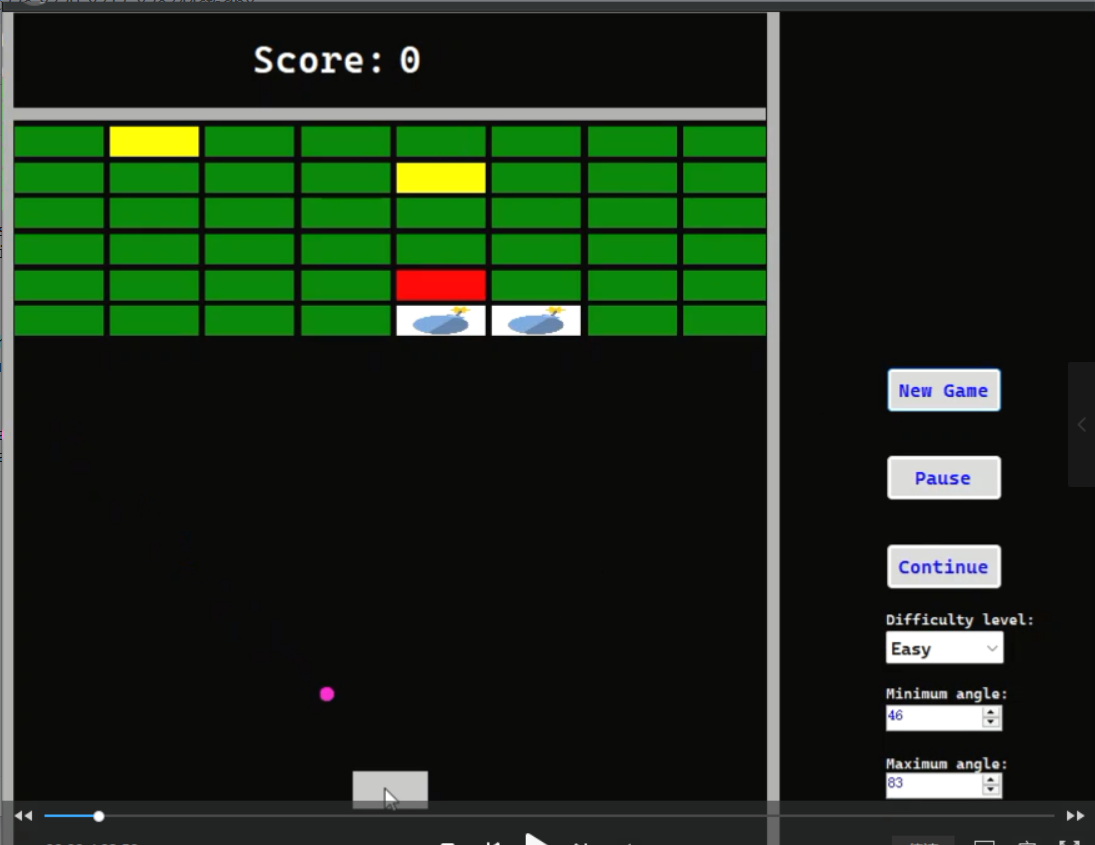 Score: 0
New Game
Pause
Continue
Difficulty level:
Easy
Minimum angle:
46
Maximum angle:
83